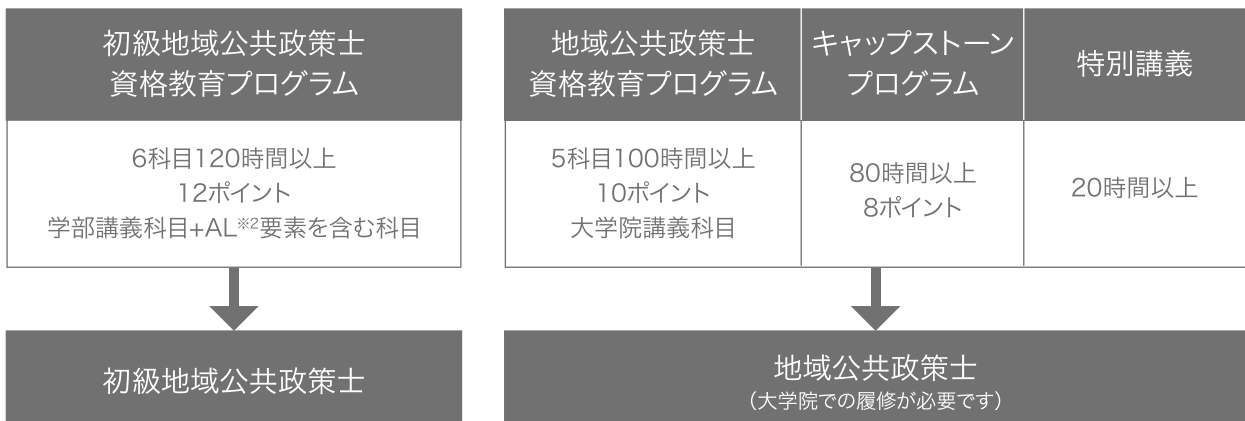 初級地域公共政策士
資格教育プログラム
6科目120時間以上
12ポイント
学部講義科目+AL※2要素を含む科目
初級地域公共政策士
地域公共政策士
資格教育プログラム
キャップストーン
プログラム
特別講義
5科目100時間以上
10ポイント
大学院講義科目
80時間以上
8ポイント
20時間以上
地域公共政策士
（大学院での履修が必要です）